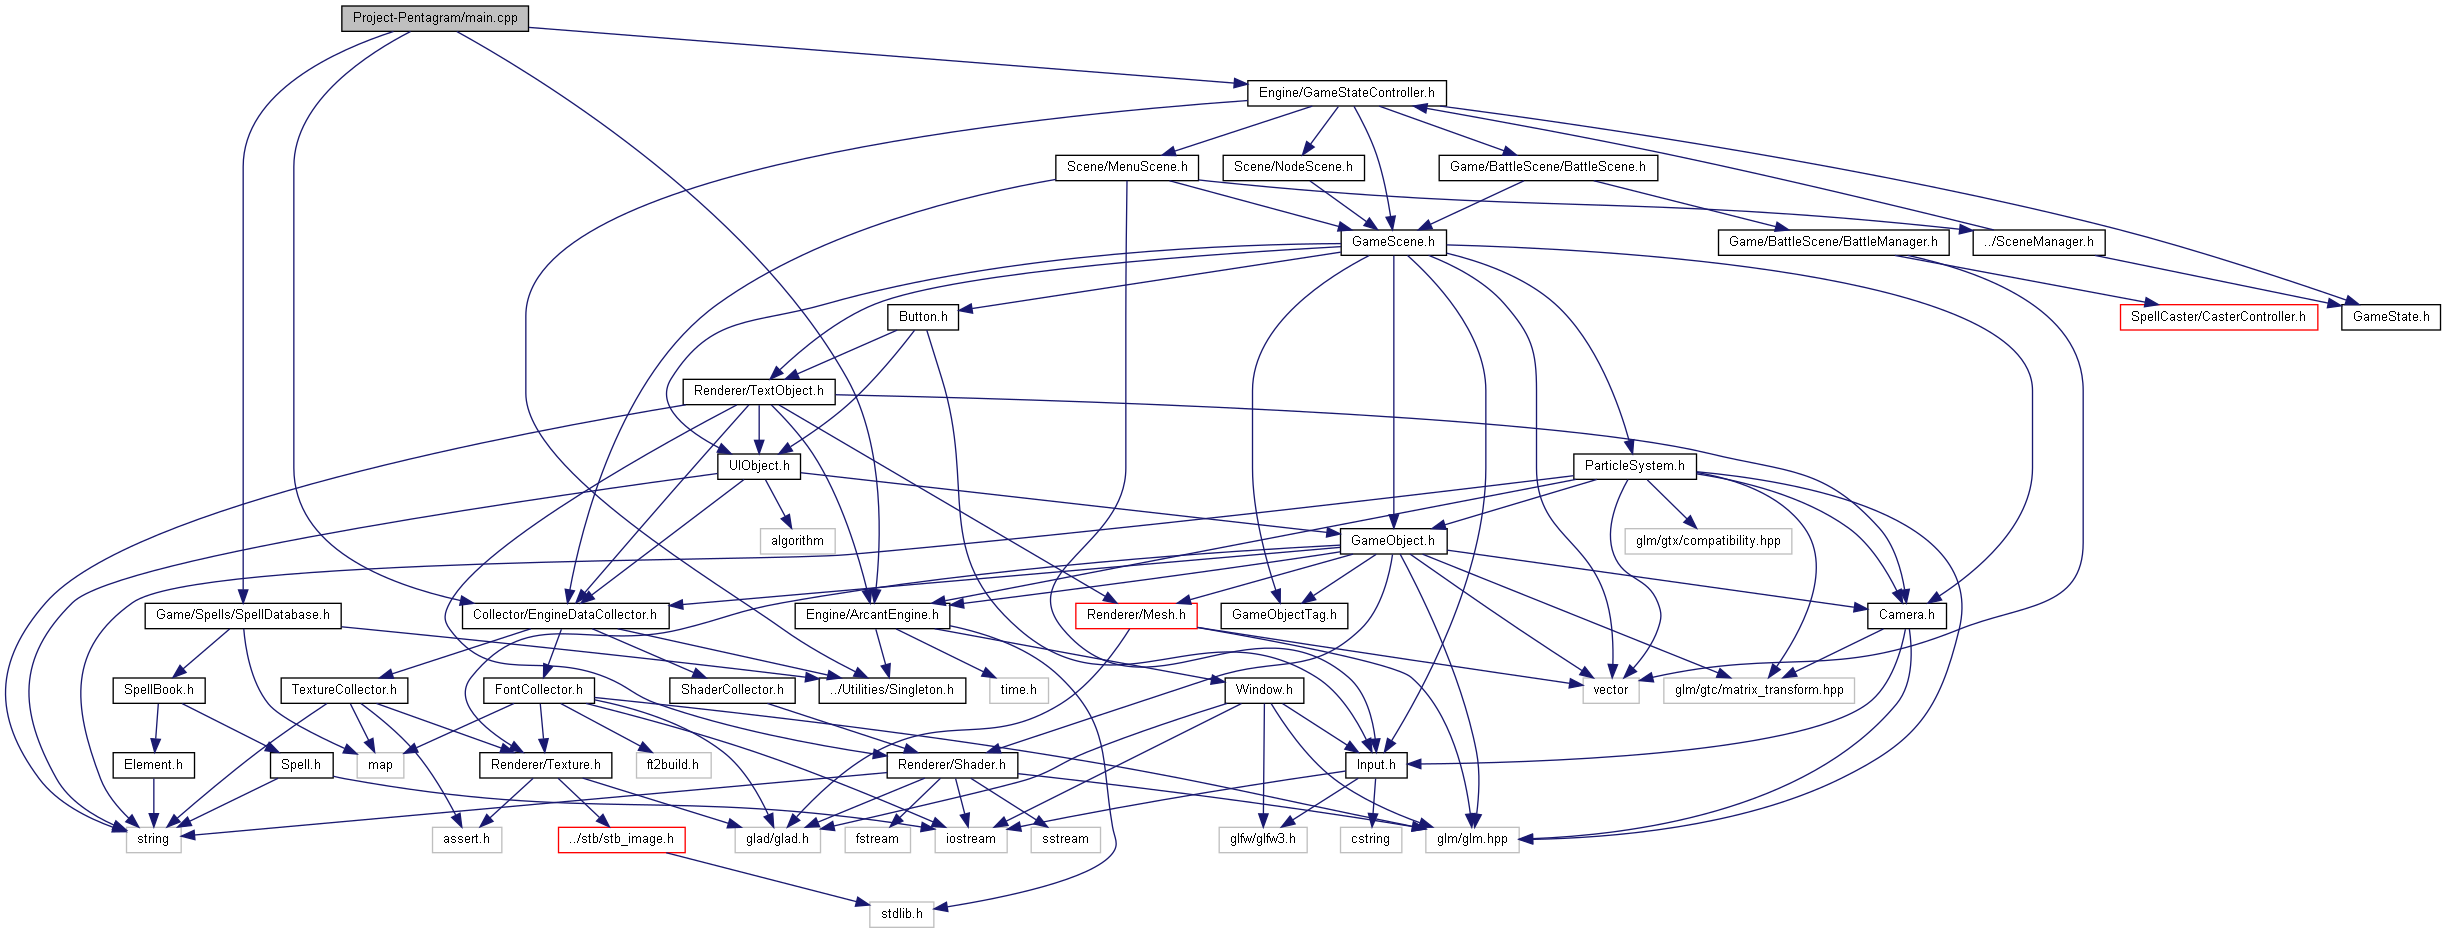 Project-Pentagram/main.cpp
Engine/GameStateController.h
Scene/MenuScene.h
Scene/NodeScene.h
Game/BattleScene/BattleScene.h
GameScene.h
Game/BattleScene/BattleManager.h
../SceneManager.h
Button.h
SpellCaster/CasterController.h
GameState.h
Renderer/TextObject.h
UIObject.h
ParticleSystem.h
algorithm
GameObject.h
glm/gtx/compatibility.hpp
Game/Spells/SpellDatabase.h
Collector/EngineDataCollector.h
Engine/ArcantEngine.h
Renderer/Mesh.h
GameObjectTag.h
Camera.h
SpellBook.h
TextureCollector.h
FontCollector.h
ShaderCollector.h
../Utilities/Singleton.h
time.h
Window.h
vector
glm/gtc/matrix_transform.hpp
Element.h
Spell.h
map
Renderer/Texture.h
ft2build.h
Renderer/Shader.h
Input.h
string
assert.h
../stb/stb_image.h
glad/glad.h
fstream
iostream
sstream
glfw/glfw3.h
cstring
glm/glm.hpp
stdlib.h